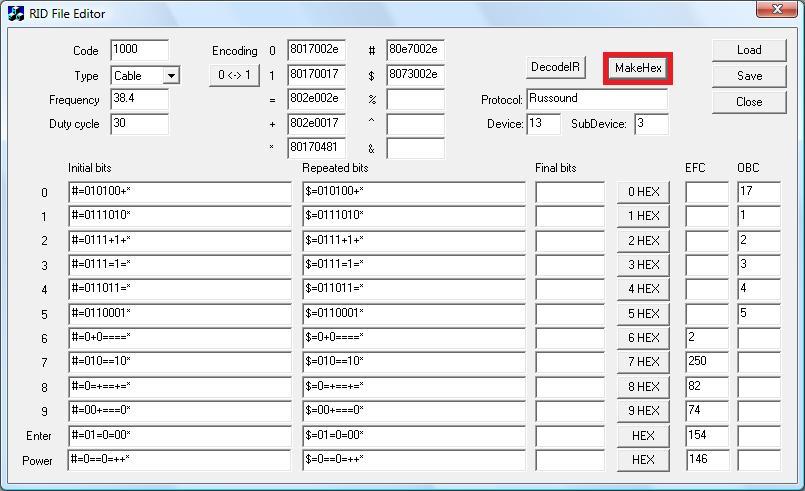 RID File Editor
Code 1000 Encoding 0 8017002e # 80e7002e Load
Type Cable 0 <-> 1 1 80170017 $ 8073002e DecodeIR MakeHex Save
Frequency 38.4 = 802e002e % Protocol: Russound Close
Duty cycle 30 + 802e0017 ^ Device: 13 SubDevice: 3
* 80170481 &
Initial bits Repeated bits Final bits EFC OBC
0 #=010100+* $=010100+* 0 HEX 17
1 #=0111010* $=0111010* 1 HEX 1
2 #=0111+1+* $=0111+1+* 2 HEX 2
3 #=0111=1=* $=0111=1=* 3 HEX 3
4 #=011011=* $=011011=* 4 HEX 4
5 #=0110001* $=0110001* 5 HEX 5
6 #=0+0====* $=0+0====* 6 HEX 2
7 #=010==10* $=010==10* 7 HEX 250
8 #=0=+==+=* $=0=+==+=* 8 HEX 82
9 #=00+===0* $=00+===0* 9 HEX 74
Enter #=01=0=00* $=01=0=00* HEX 154
Power #=0==0=++* $=0==0=++* HEX 146